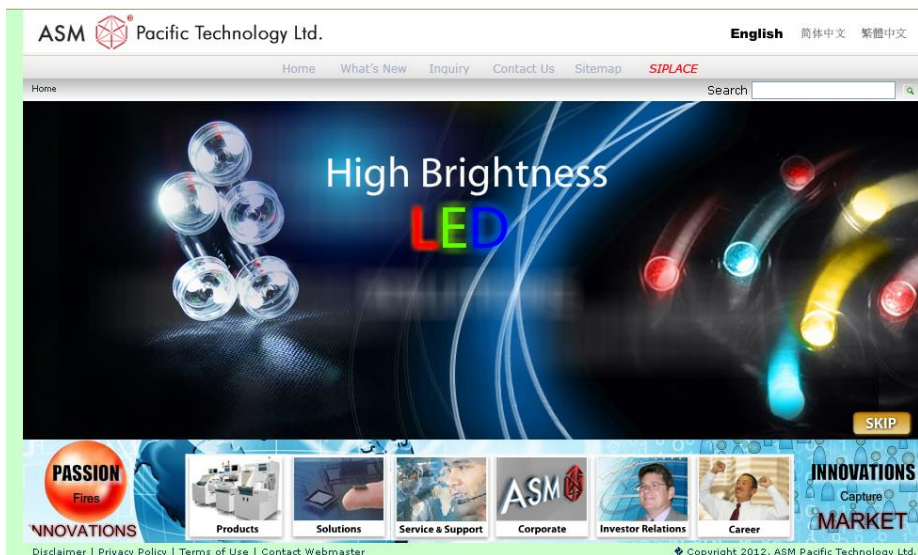 ASM Pacific Technology Ltd.
English 简体中文 繁體中文
Home What's New Inquiry Contact Us Sitemap SIPLACE
Home
Search
High Brightness
LED
SKIP
PASSION
Fires
INNOVATIONS
Products
Solutions
Service & Support
ASM
Corporate
Investor Relations
Career
INNOVATIONS
Capture
MARKET
Disclaimer | Privacy Policy | Terms of Use | Contact Webmaster
� Copyright 2012. ASM Pacific Technology Ltd.